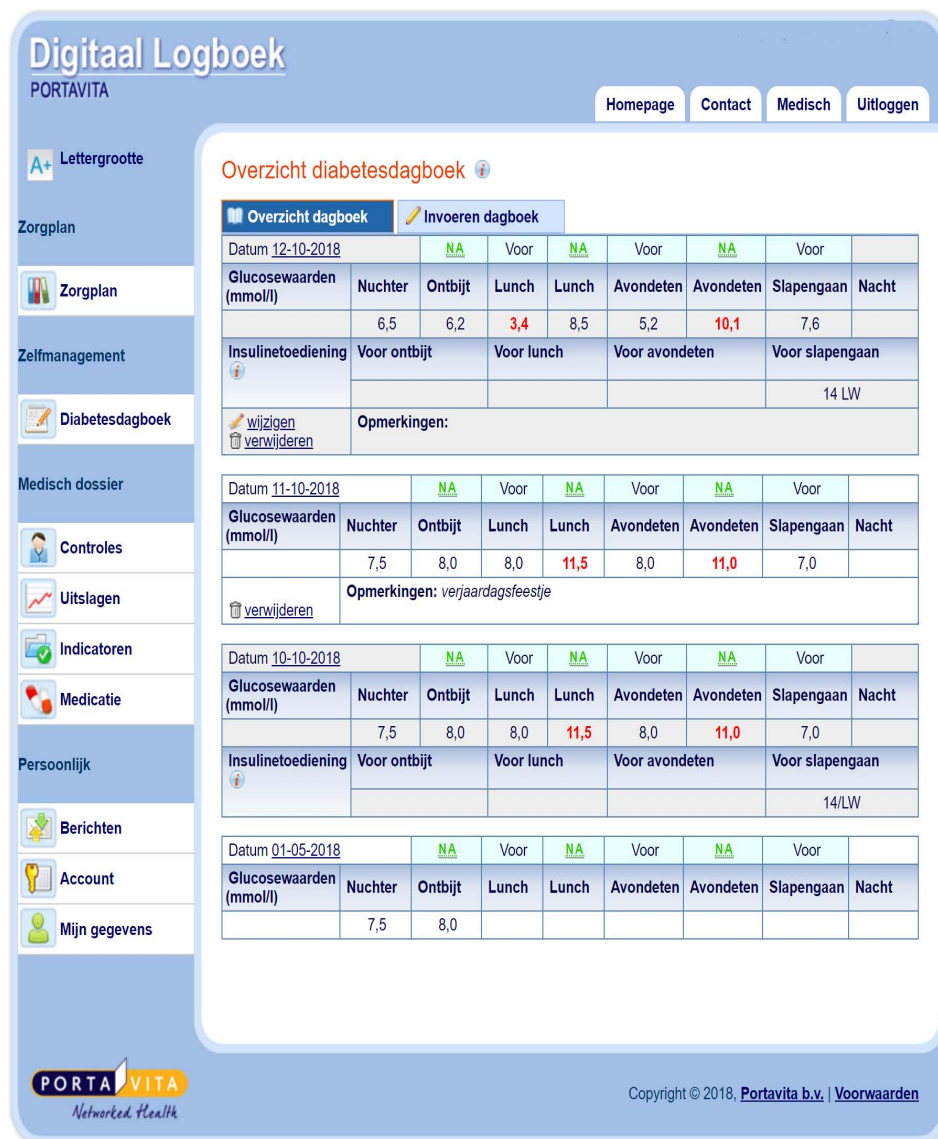 Digitaal Logboek
PORTAVITA
Homepage Contact Medisch Uitloggen
A+ Lettergrootte
Zorgplan
Zorgplan
Zelfmanagement
Diabetesdagboek
Medisch dossier
Controles
Uitslagen
Indicatoren
Medicatie
Persoonlijk
Berichten
Account
Mijn gegevens
Overzicht diabetesdagboek
Overzicht dagboek Invoeren dagboek
Datum 12-10-2018 NA Voor NA Voor NA Voor
Glucosewaarden
(mmol/l) Nuchter Ontbijt Lunch Lunch Avondeten Avondeten Slapengaan Nacht
6,5 6,2 3,4 8,5 5,2 10,1 7,6
Insulinetoediening Voor ontbijt Voor lunch Voor avondeten Voor slapengaan
14 LW
wijzigen Opmerkingen:
verwijderen
Datum 11-10-2018 NA Voor NA Voor NA Voor
Glucosewaarden
(mmol/l) Nuchter Ontbijt Lunch Lunch Avondeten Avondeten Slapengaan Nacht
7,5 8,0 8,0 11,5 8,0 11,0 7,0
Opmerkingen: verjaardagsfeestje
verwijderen
Datum 10-10-2018 NA Voor NA Voor NA Voor
Glucosewaarden
(mmol/l) Nuchter Ontbijt Lunch Lunch Avondeten Avondeten Slapengaan Nacht
7,5 8,0 8,0 11,5 8,0 11,0 7,0
Insulinetoediening Voor ontbijt Voor lunch Voor avondeten Voor slapengaan
14/LW
Datum 01-05-2018 NA Voor NA Voor NA Voor
Glucosewaarden
(mmol/l) Nuchter Ontbijt Lunch Lunch Avondeten Avondeten Slapengaan Nacht
7,5 8,0
PORTAVITA
Networked Health
Copyright © 2018, Portavita b.v. | Voorwaarden